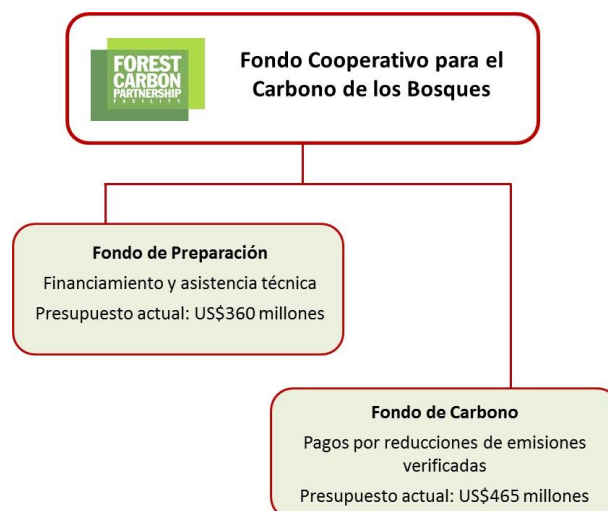 FOREST
CARBON
PARTNERSHIP
FACILITY
Fondo Cooperativo para el
Carbono de los Bosques
Fondo de Preparación
Financiamiento y asistencia técnica
Presupuesto actual: US$360 millones
Fondo de Carbono
Pagos por reducciones de emisiones
verificadas
Presupuesto actual: US$465 millones